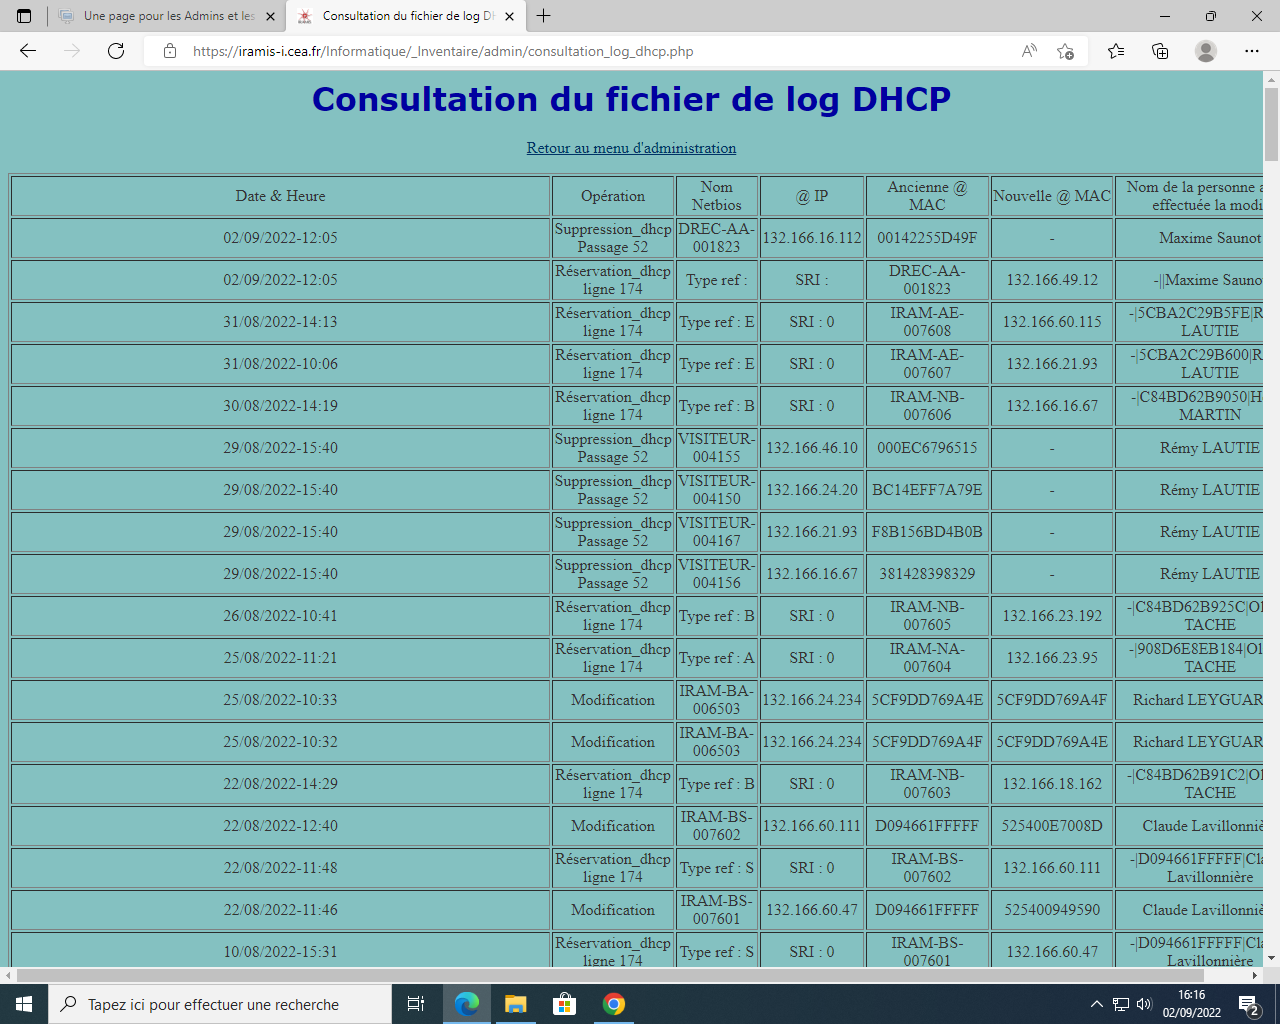 Une page pour les Admins et les
Consultation du fichier de log DH
https://iramis-i.cea.fr/Informatique/_Inventaire/admin/consultation_log_dhcp.php
Consultation du fichier de log DHCP
Retour au menu d'administration
Date & Heure Opération Nom Netbios @ IP Ancienne @ MAC Nouvelle @ MAC Nom de la personne a effectuée la modi
02/09/2022-12:05 Suppression_dhcp Passage 52 DREC-AA-001823 132.166.16.112 00142255D49F - Maxime Saunot
02/09/2022-12:05 Réservation_dhcp ligne 174 Type ref : SRI : DREC-AA-001823 132.166.49.12 -||Maxime Sauno
31/08/2022-14:13 Réservation_dhcp ligne 174 Type ref : E SRI : 0 IRAM-AE-007608 132.166.60.115 -|5CBA2C29B5FE|R LAUTIE
31/08/2022-10:06 Réservation_dhcp ligne 174 Type ref : E SRI : 0 IRAM-AE-007607 132.166.21.93 -|5CBA2C29B600|R LAUTIE
30/08/2022-14:19 Réservation_dhcp ligne 174 Type ref : B SRI : 0 IRAM-NB-007606 132.166.16.67 -|C84BD62B9050|H MARTIN
29/08/2022-15:40 Suppression_dhcp Passage 52 VISITEUR-004155 132.166.46.10 000EC6796515 - Rémy LAUTIE
29/08/2022-15:40 Suppression_dhcp Passage 52 VISITEUR-004150 132.166.24.20 BC14EFF7A79E - Rémy LAUTIE
29/08/2022-15:40 Suppression_dhcp Passage 52 VISITEUR-004167 132.166.21.93 F8B156BD4B0B - Rémy LAUTIE
29/08/2022-15:40 Suppression_dhcp Passage 52 VISITEUR-004156 132.166.16.67 381428398329 - Rémy LAUTIE
26/08/2022-10:41 Réservation_dhcp ligne 174 Type ref : B SRI : 0 IRAM-NB-007605 132.166.23.192 -|C84BD62B925C|Ol TACHE
25/08/2022-11:21 Réservation_dhcp ligne 174 Type ref : A SRI : 0 IRAM-NA-007604 132.166.23.95 -|908D6E8EB184|Ol TACHE
25/08/2022-10:33 Modification IRAM-BA-006503 132.166.24.234 5CF9DD769A4E 5CF9DD769A4F Richard LEYGUAR
25/08/2022-10:32 Modification IRAM-BA-006503 132.166.24.234 5CF9DD769A4F 5CF9DD769A4E Richard LEYGUAR
22/08/2022-14:29 Réservation_dhcp ligne 174 Type ref : B SRI : 0 IRAM-NB-007603 132.166.18.162 -|C84BD62B91C2|Ol TACHE
22/08/2022-12:40 Modification IRAM-BS-007602 132.166.60.111 D094661FFFFF 525400E7008D Claude Lavillonniè
22/08/2022-11:48 Réservation_dhcp ligne 174 Type ref : S SRI : 0 IRAM-BS-007602 132.166.60.111 -|D094661FFFFF|Cla Lavillonnière
22/08/2022-11:46 Modification IRAM-BS-007601 132.166.60.47 D094661FFFFF 525400949590 Claude Lavillonniè
10/08/2022-15:31 Réservation_dhcp ligne 174 Type ref : S SRI : 0 IRAM-BS-007601 132.166.60.47 -|D094661FFFFF|Cla Lavillonnière
Tapez ici pour effectuer une recherche
16:16
02/09/2022
2